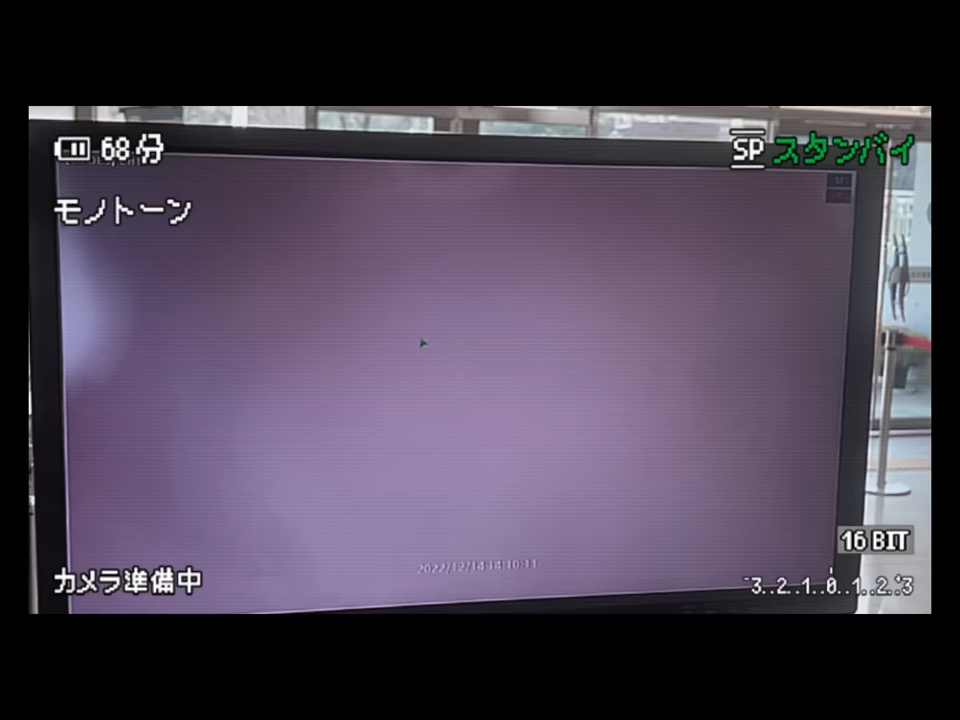 68分
SP スタンバイ
モノトーン
16 BIT
2022/12/14 14:10:11
カメラ準備中
-3..2..1..0..1..2..+3